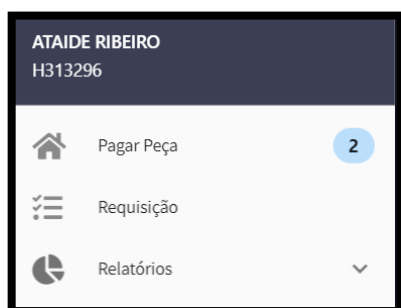 ATAIDE RIBEIRO
H313296
Pagar Peça 2
Requisição
Relatórios